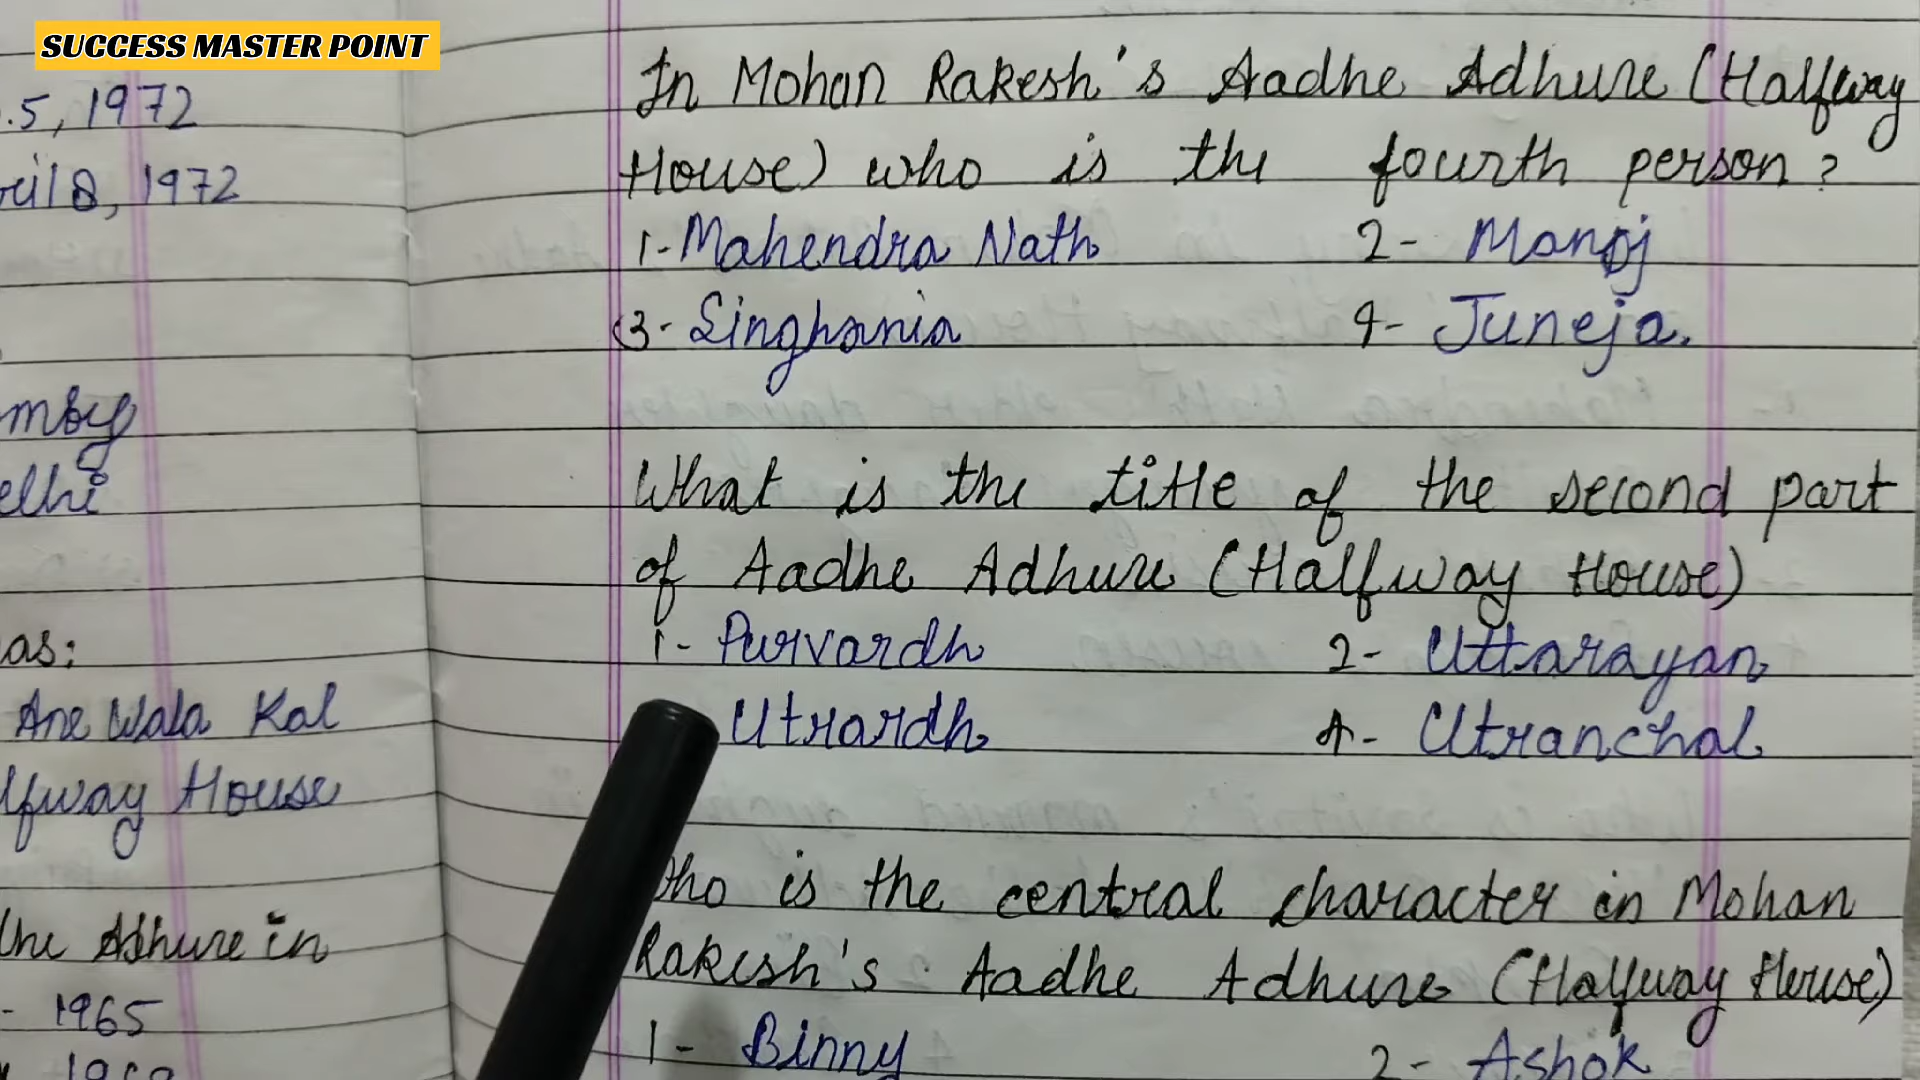 SUCCESS MASTER POINT
.5, 1972
ril 8, 1972
elhi
as:
Ane Wala Kal
lfway House
Adhure in
- 1965
In Mohan Rakesh's Aadhe Adhure (Halfway
House) who is the fourth person?
1- Mahendra Nath 2- Manoj
3- Singhania 4- Juneja.
What is the title of the second part
of Aadhe Adhure (Halfway House)
1- Purvardh 2- Uttarayan
Utrardh 4- Utranchal
ho is the central character in Mohan
Rakesh's Aadhe Adhure (Halfway House)
1- Binny 2- Ashok